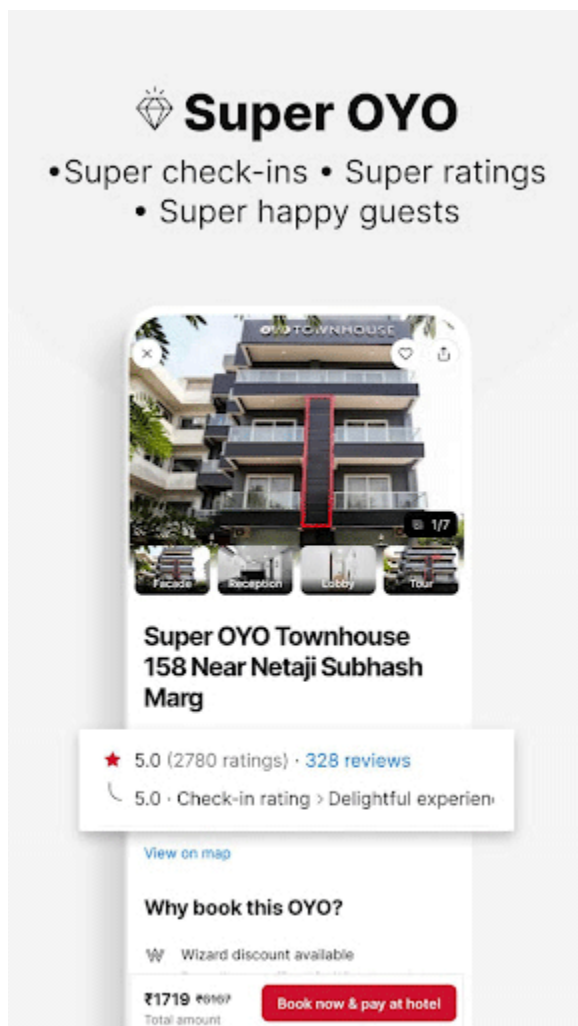 Super OYO
•Super check-ins • Super ratings
• Super happy guests
OYO TOWNHOUSE
1/7
Facade Reception Lobby Tour
Super OYO Townhouse
158 Near Netaji Subhash
Marg
5.0 (2780 ratings) · 328 reviews
5.0 · Check-in rating > Delightful experien
View on map
Why book this OYO?
Wizard discount available
₹1719
Book now & pay at hotel
Total amount